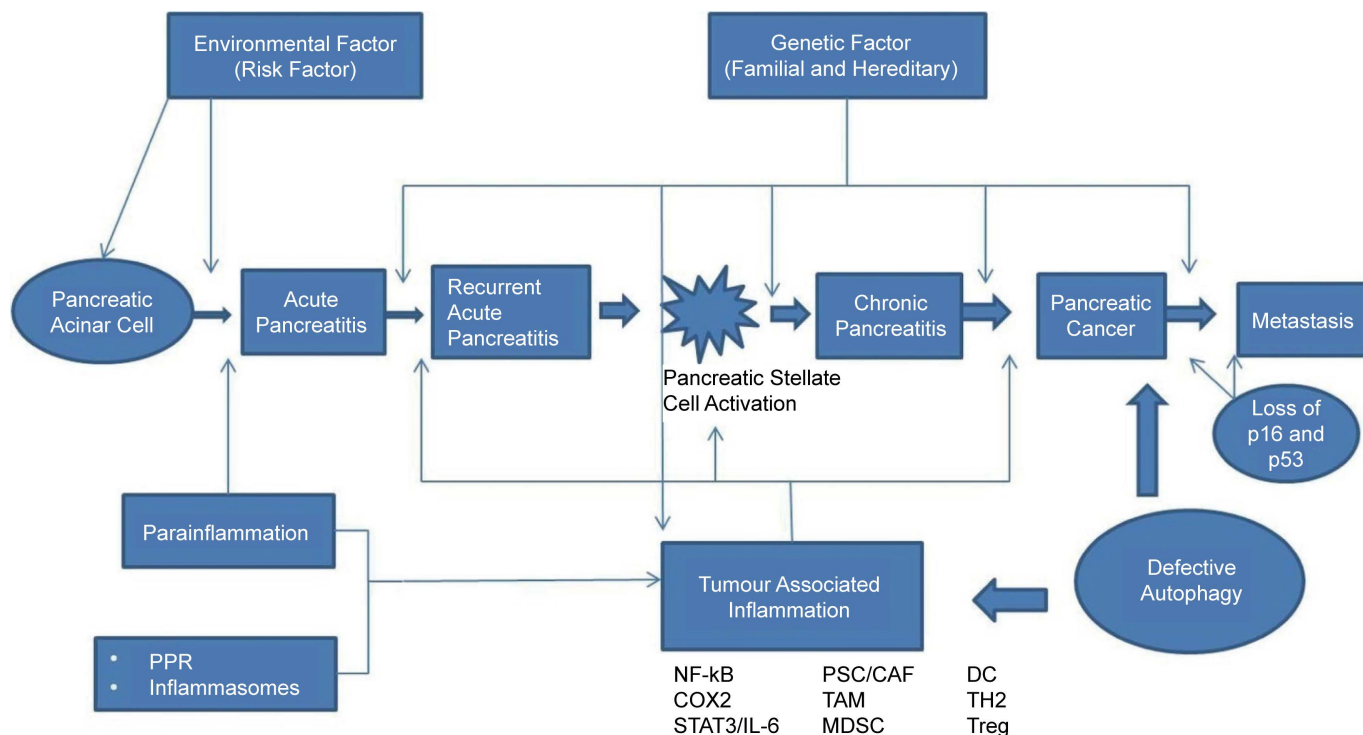 Environmental Factor
(Risk Factor)
Genetic Factor
(Familial and Hereditary)
Pancreatic
Acinar Cell
Acute
Pancreatitis
Recurrent
Acute
Pancreatitis
Pancreatic Stellate
Cell Activation
Chronic
Pancreatitis
Pancreatic
Cancer
Metastasis
Loss of
p16 and
p53
Parainflammation
Tumour Associated
Inflammation
Defective
Autophagy
• PPR
• Inflammasomes
NF-kB PSC/CAF DC
COX2 TAM TH2
STAT3/IL-6 MDSC Treg